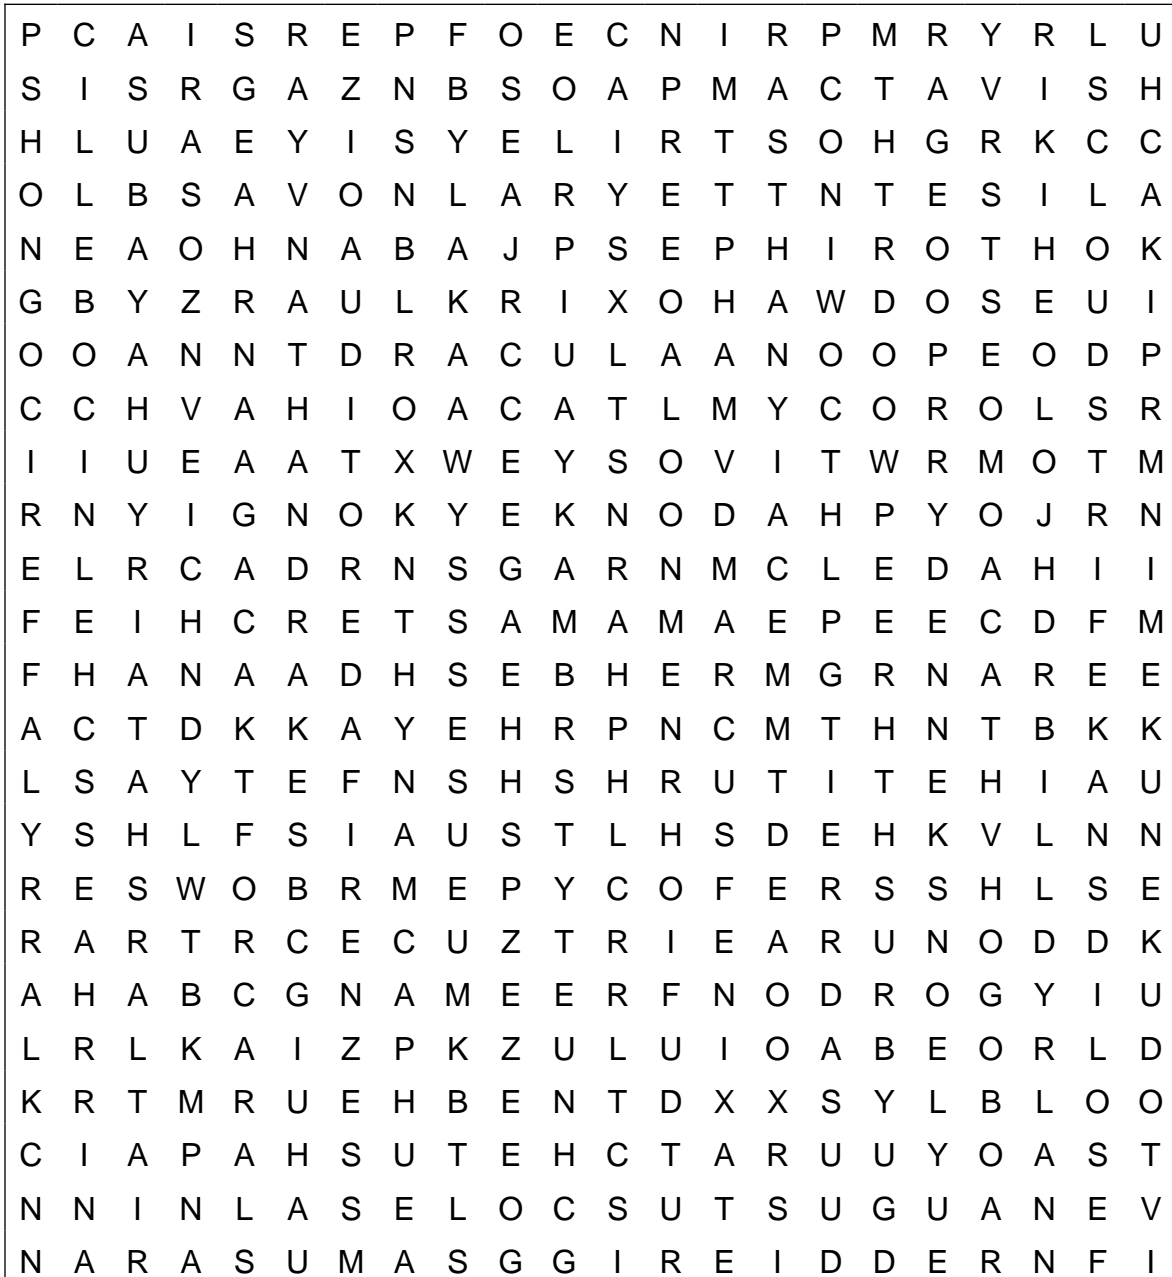 P C A I S R E P F O E C N I R P M R Y R L U
S I S R G A Z N B S O A P M A C T A V I S H
H L U A E Y I S Y E L I R T S O H G R K C C
O L B S A V O N L A R Y E T T N T E S I L A
N E A O H N A B A J P S E P H I R O T H O K
G B Y Z R A U L K R I X O H A W D O S E U I
O O A N N T D R A C U L A A N O O P E O D P
C C H V A H I O A C A T L M Y C O R O L S R
I I U E A A T X W E Y S O V I T W R M O T M
R N Y I G N O K Y E K N O D A H P Y O J R N
E L R C A D R N S G A R N M C L E D A H I I
F E I H C R E T S A M A M A E P E E C D F M
F H A N A A D H S E B H E R M G R N A R E E
A C T D K K A Y E H R P N C M T H N T B K K
L S A Y T E F N S H S H R U T I T E H I A U
Y S H L F S I A U S T L H S D E H K V L N N
R E S W O B R M E P Y C O F E R S S H L S E
R A R T R C E C U Z T R I E A R U N O D D K
A H A B C G N A M E E R F N O D R O G Y I U
L R L K A I Z P K Z U L U I O A B E O R L D
K R T M R U E H B E N T D X X S Y L B L O O
C I A P A H S U T E H C T A R U U Y O A S T
N N I N L A S E L O C S U T S U G U A N E V
N A R A S U M A S G G I R E I D D E R N F I